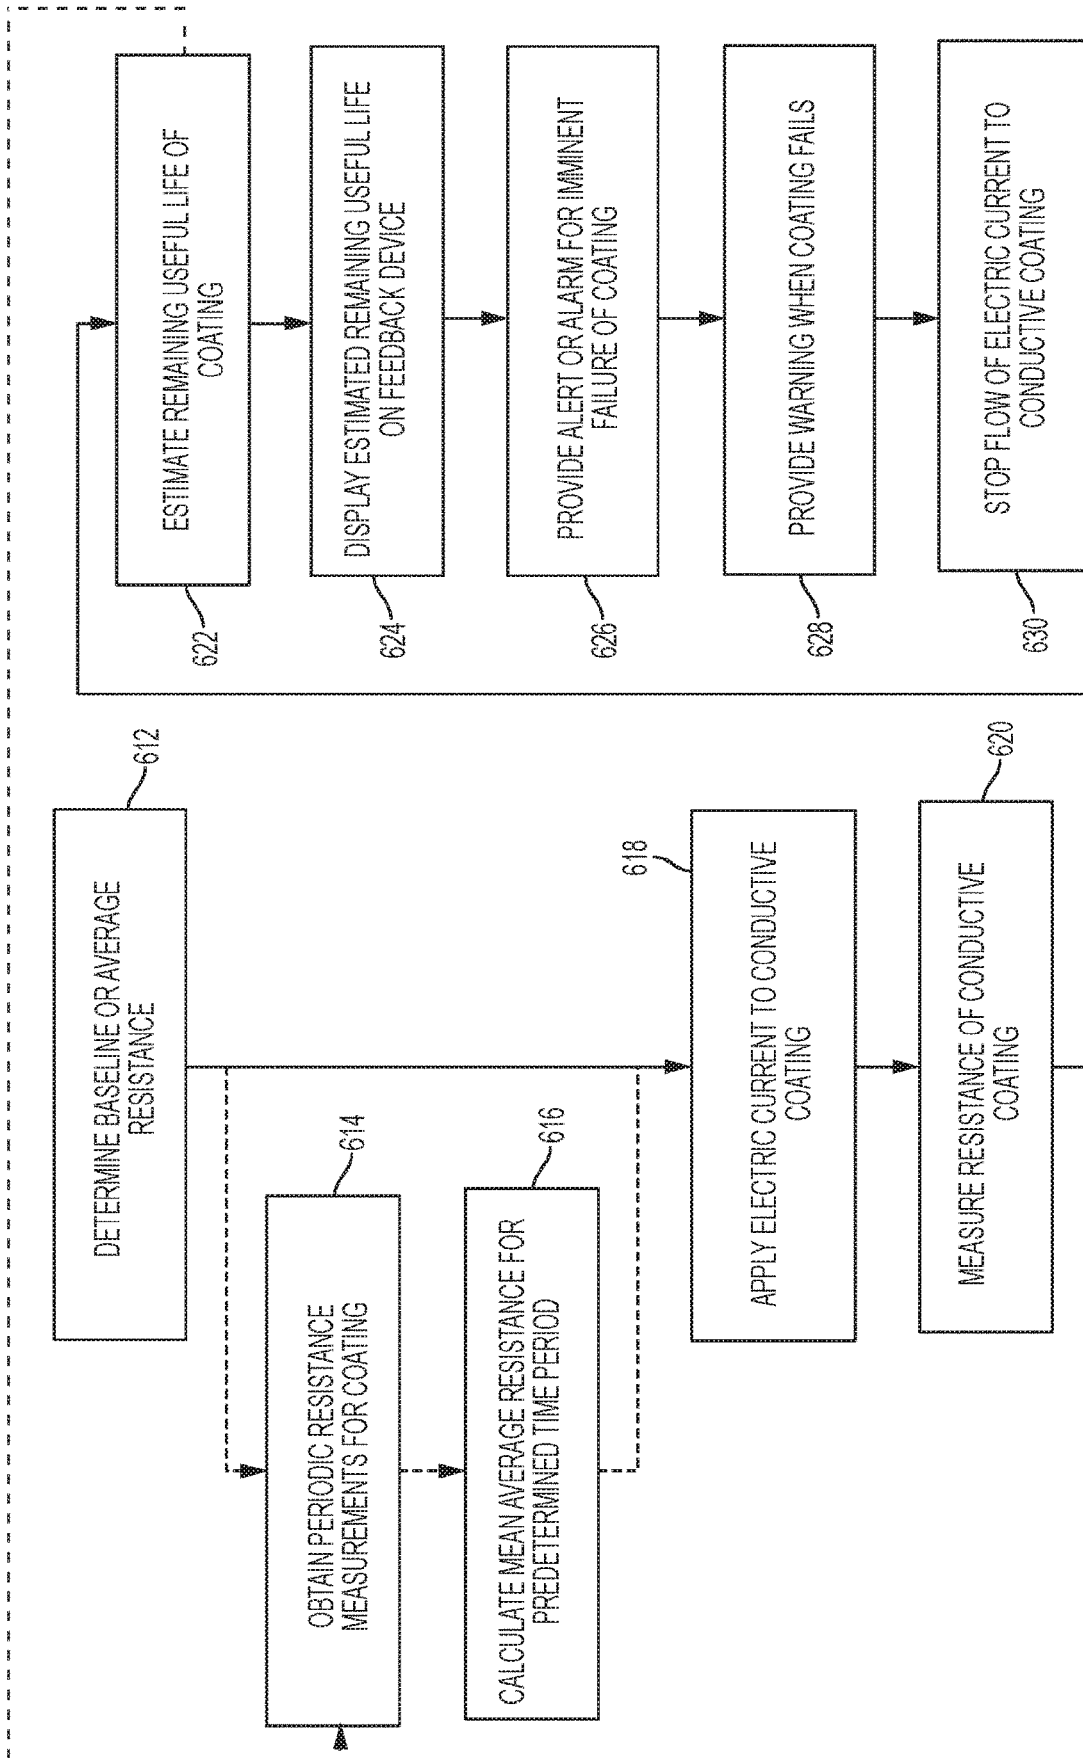 DETERMINE BASELINE OR AVERAGE
RESISTANCE
612
OBTAIN PERIODIC RESISTANCE
MEASUREMENTS FOR COATING
614
CALCULATE MEAN AVERAGE RESISTANCE FOR
PREDETERMINED TIME PERIOD
616
618
APPLY ELECTRIC CURRENT TO CONDUCTIVE
COATING
620
MEASURE RESISTANCE OF CONDUCTIVE
COATING
ESTIMATE REMAINING USEFUL LIFE OF
COATING
622
DISPLAY ESTIMATED REMAINING USEFUL LIFE
ON FEEDBACK DEVICE
624
PROVIDE ALERT OR ALARM FOR IMMINENT
FAILURE OF COATING
626
PROVIDE WARNING WHEN COATING FAILS
628
STOP FLOW OF ELECTRIC CURRENT TO
CONDUCTIVE COATING
630